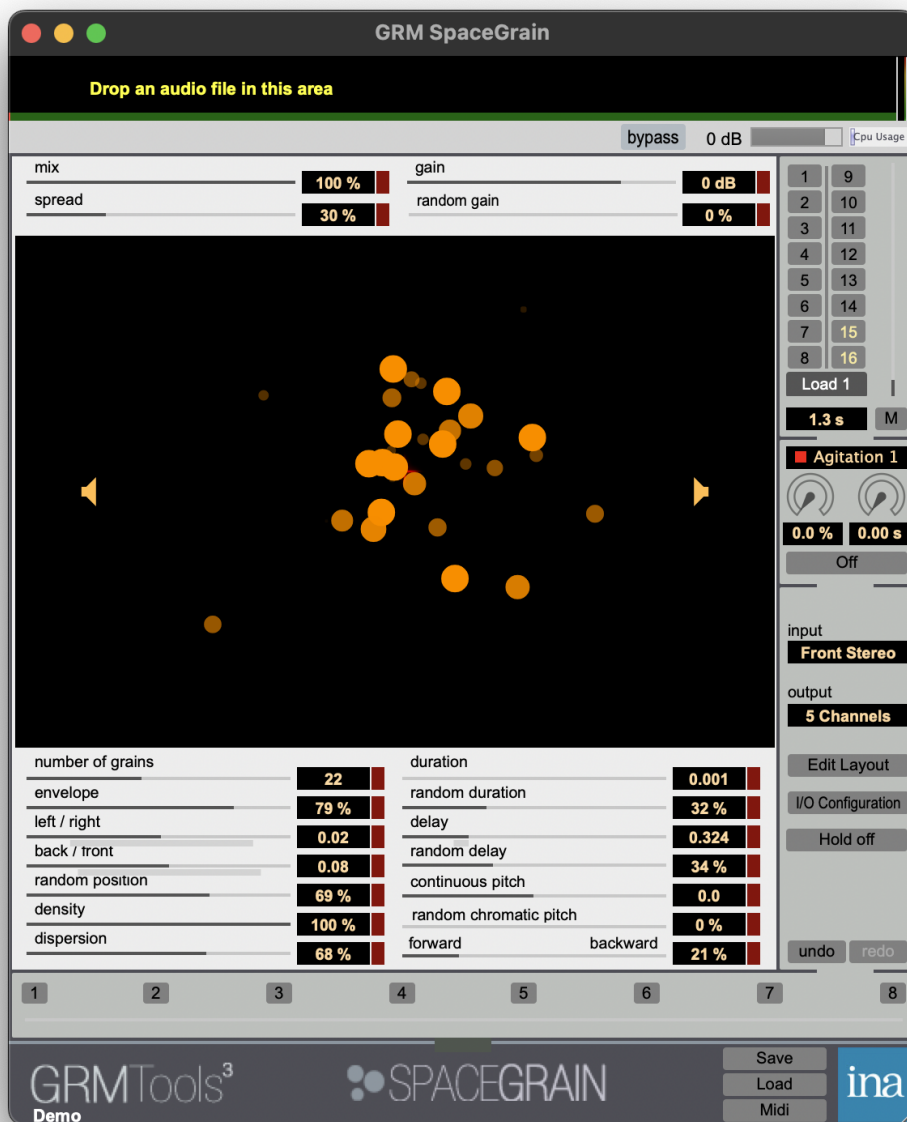 GRM SpaceGrain
Drop an audio file in this area
bypass 0 dB Cpu Usage
mix 100 % gain 0 dB
spread 30 % random gain 0 %
1 9
2 10
3 11
4 12
5 13
6 14
7 15
8 16
Load 1
1.3 s M
Agitation 1
0.0 % 0.00 s
Off
input
Front Stereo
output
5 Channels
Edit Layout
I/O Configuration
Hold off
undo redo
number of grains 22 duration 0.001
envelope 79 % random duration 32 %
left / right 0.02 delay 0.324
back / front 0.08 random delay 34 %
random position 69 % continuous pitch 0.0
density 100 % random chromatic pitch 0 %
dispersion 68 % forward backward 21 %
1 2 3 4 5 6 7 8
GRMTools3 SPACEGRAIN
Demo
Save
Load
Midi
ina